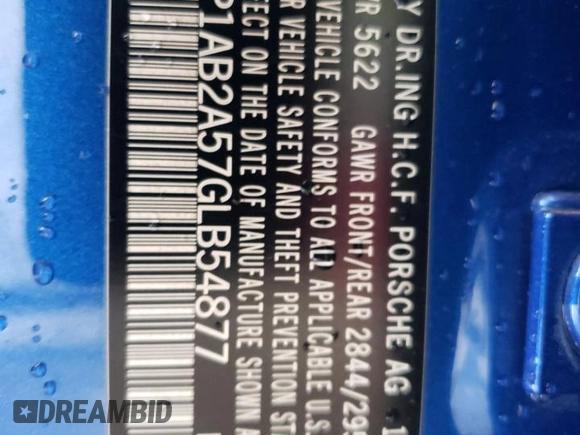 Y DR.ING H.C.F. PORSCHE AG
5622 GAWR FRONT/REAR 2844/29
VEHICLE CONFORMS TO ALL APPLICABLE U.S.
VEHICLE SAFETY AND THEFT PREVENTION ST
ECT ON THE DATE OF MANUFACTURE SHOWN A
P1AB2A57GLB54877
DREAMBID